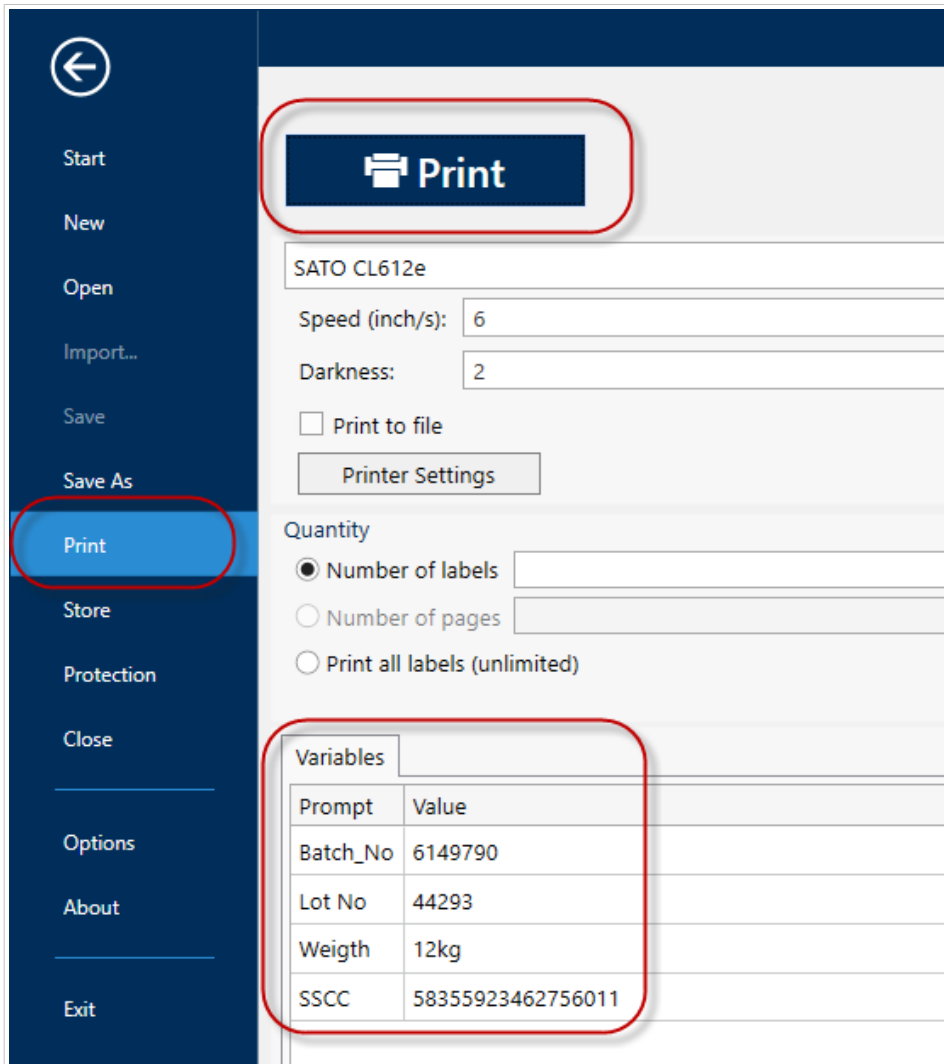 Start
New
Open
Import...
Save
Save As
Print
Store
Protection
Close
Options
About
Exit
Print
SATO CL612e
Speed (inch/s): 6
Darkness: 2
Print to file
Printer Settings
Quantity
Number of labels
Number of pages
Print all labels (unlimited)
Variables
Prompt Value
Batch_No 6149790
Lot No 44293
Weigth 12kg
SSCC 58355923462756011